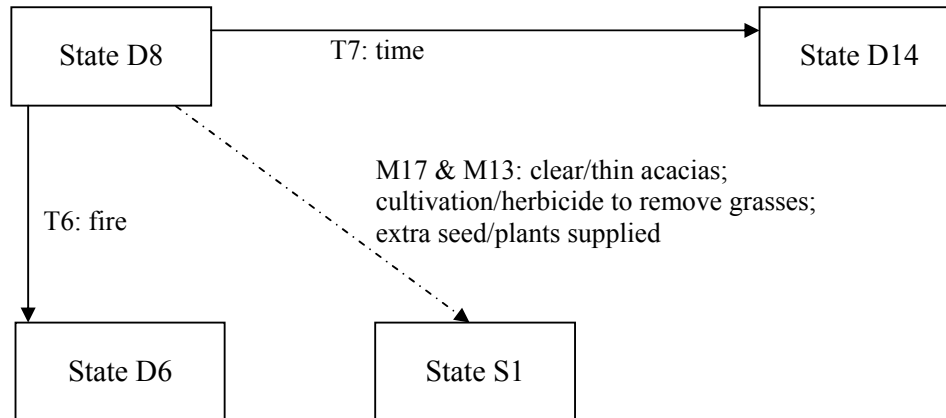 State D8
T7: time
State D14
M17 & M13: clear/thin acacias;
cultivation/herbicide to remove grasses;
extra seed/plants supplied
T6: fire
State D6
State S1